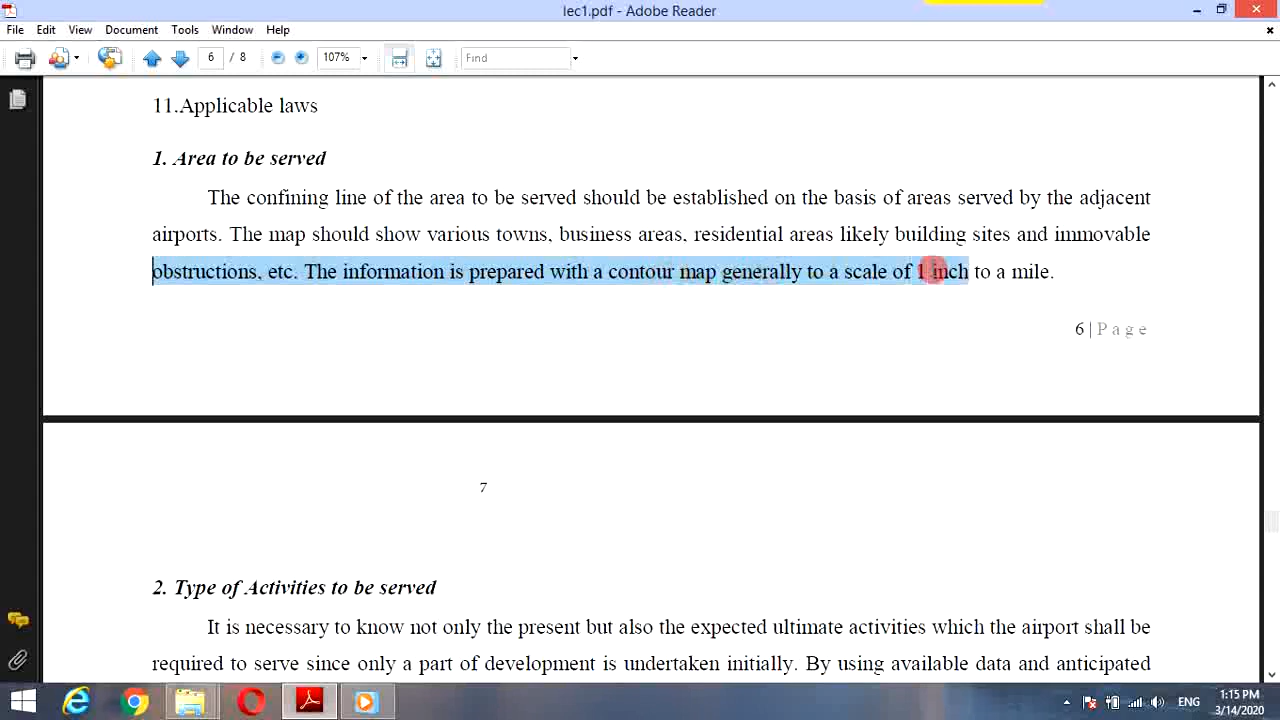 lec1.pdf - Adobe Reader
File Edit View Document Tools Window Help
6 / 8 107% Find
11.Applicable laws
1. Area to be served
The confining line of the area to be served should be established on the basis of areas served by the adjacent
airports. The map should show various towns, business areas, residential areas likely building sites and immovable
obstructions, etc. The information is prepared with a contour map generally to a scale of 1 inch to a mile.
6 | P a g e
7
2. Type of Activities to be served
It is necessary to know not only the present but also the expected ultimate activities which the airport shall be
required to serve since only a part of development is undertaken initially. By using available data and anticipated
ENG
1:15 PM
3/14/2020